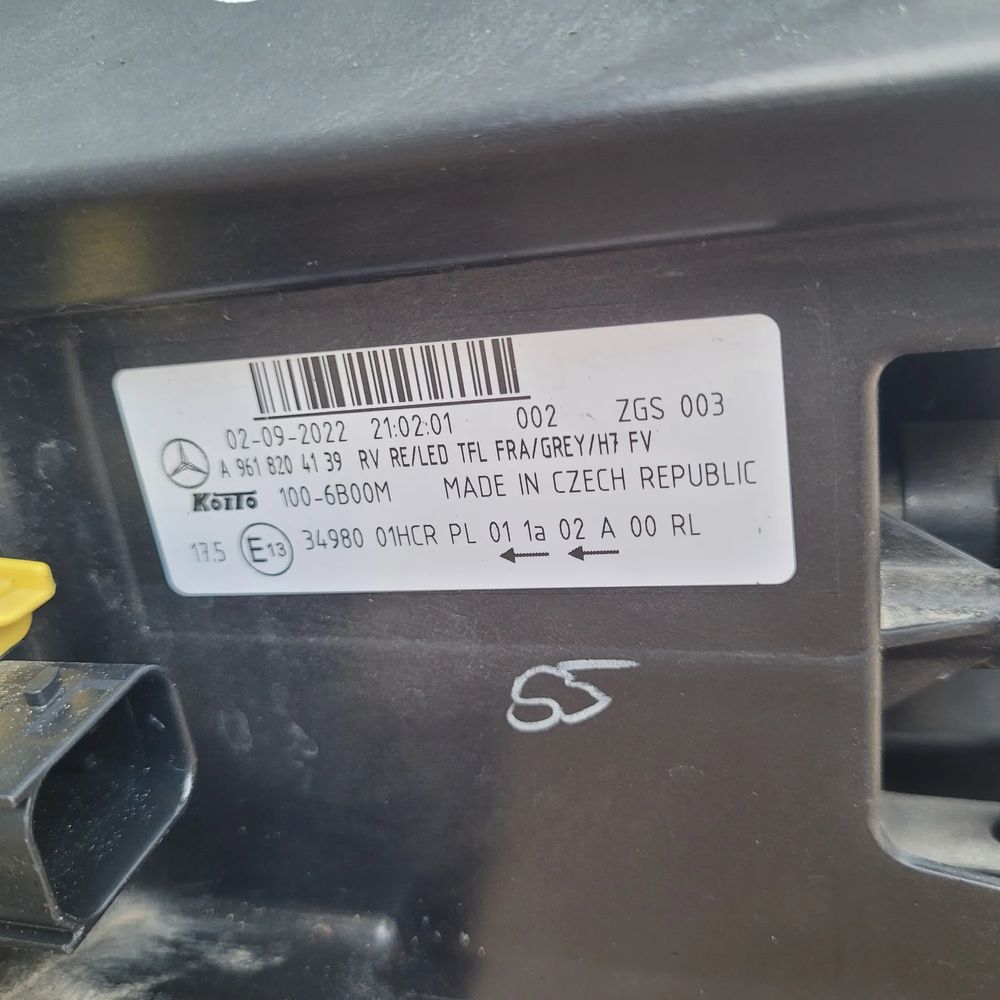 02-09-2022 21:02:01 002 ZGS 003
A 961 820 41 39 RV RE/LED TFL FRA/GREY/H7 FV
KOITO 100-6B00M MADE IN CZECH REPUBLIC
17.5 E13 34980 01HCR PL 01 1a 02 A 00 RL